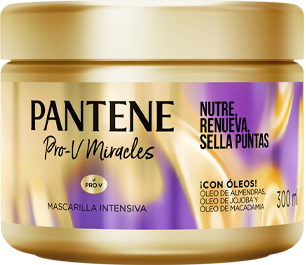 PANTENE
Pro-V Miracles
PRO-V
MASCARILLA INTENSIVA
NUTRE,
RENUEVA,
SELLA PUNTAS
¡CON ÓLEOS!
ÓLEO DE ALMENDRAS,
ÓLEO DE JOJOBA Y
ÓLEO DE MACADAMIA
300 m